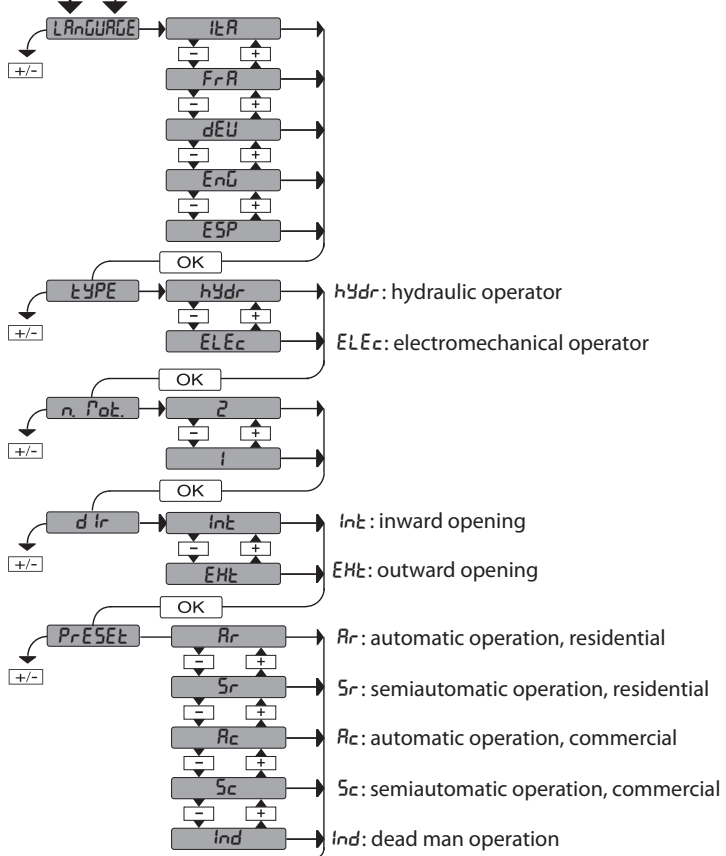 LAnGUAGE ItA
- +
+/- FrA
- +
dEU
- +
EnG
- +
ESP
OK
tYPE hYdr hYdr: hydraulic operator
- +
+/- ELEc ELEc: electromechanical operator
OK
n. Mot. 2
- +
+/- 1
OK
dIr Int Int: inward opening
- +
+/- EHt EHt: outward opening
OK
PrESEt Ar Ar: automatic operation, residential
- +
+/- Sr Sr: semiautomatic operation, residential
- +
Ac Ac: automatic operation, commercial
- +
Sc Sc: semiautomatic operation, commercial
- +
Ind Ind: dead man operation